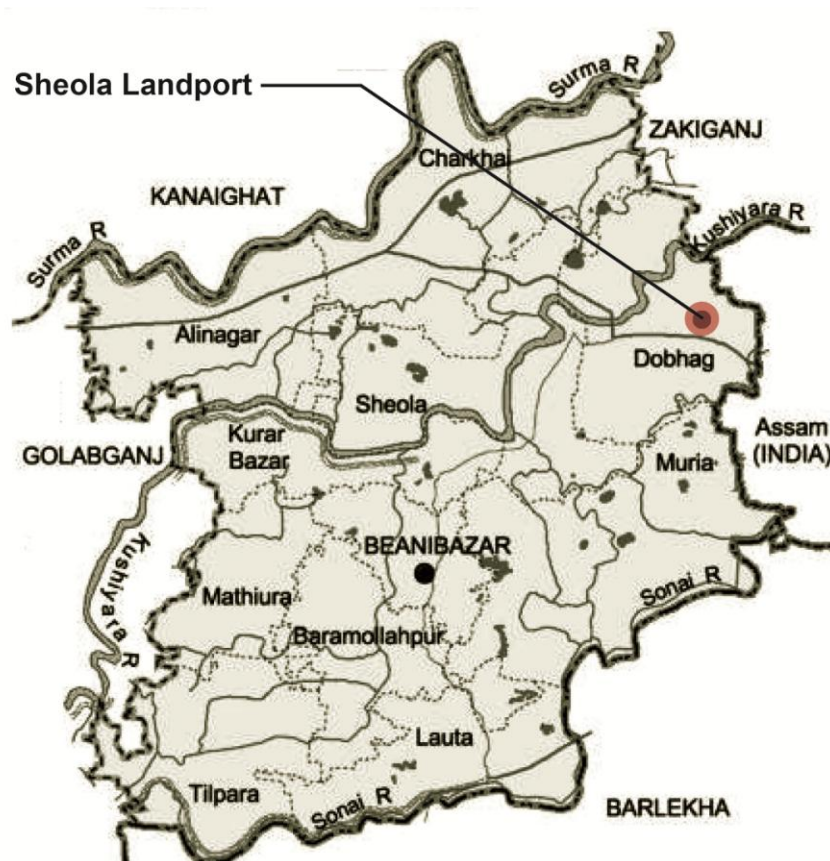 Surma R
Sheola Landport
ZAKIGANJ
Charkhai
KANAIGHAT
Kushiyara R
Surma R
Alinagar
Dobhag
Sheola
Assam
(INDIA)
Kurar
Bazar
GOLABGANJ
Muria
BEANIBAZAR
Kushiyara R
Mathiura
Sonai R
Baramollahpur
Lauta
Tilpara
Sonai R
BARLEKHA